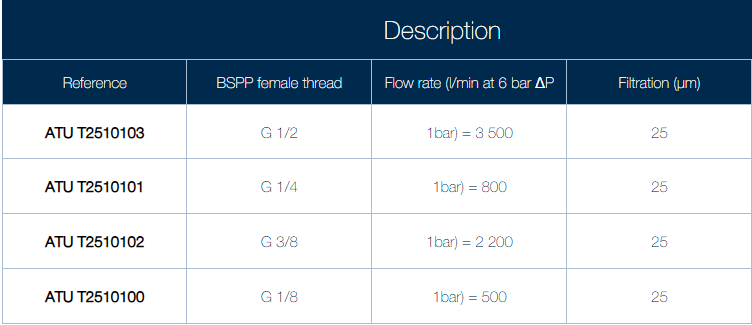 Description
Reference BSPP female thread Flow rate (l/min at 6 bar ΔP Filtration (µm)
ATU T2510103 G 1/2 1bar) = 3 500 25
ATU T2510101 G 1/4 1bar) = 800 25
ATU T2510102 G 3/8 1bar) = 2 200 25
ATU T2510100 G 1/8 1bar) = 500 25